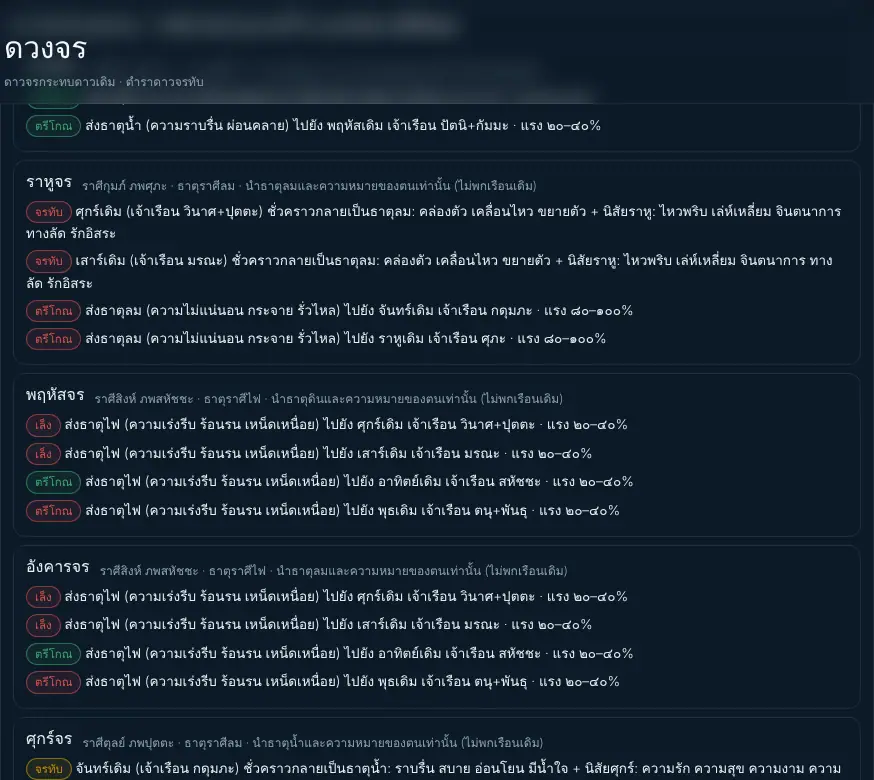 ดวงจร
ดาวจรกระทบดาวเดิม · ตำราดาวจรทับ
ตรีโกณ ส่งธาตุน้ำ (ความราบรื่น ผ่อนคลาย) ไปยัง พฤหัสเดิม เจ้าเรือน ปัตนิ+กัมมะ · แรง ๒๐–๔๐%
ราหูจร ราศีกุมภ์ ภพศุภะ · ธาตุราศีลม · นำธาตุลมและความหมายของตนเท่านั้น (ไม่พกเรือนเดิม)
จรทับ ศุกร์เดิม (เจ้าเรือน วินาศ+ปุตตะ) ชั่วคราวกลายเป็นธาตุลม: คล่องตัว เคลื่อนไหว ขยายตัว + นิสัยราหู: ไหวพริบ เล่ห์เหลี่ยม จินตนาการ
ทางลัด รักอิสระ
จรทับ เสาร์เดิม (เจ้าเรือน มรณะ) ชั่วคราวกลายเป็นธาตุลม: คล่องตัว เคลื่อนไหว ขยายตัว + นิสัยราหู: ไหวพริบ เล่ห์เหลี่ยม จินตนาการ ทาง
ลัด รักอิสระ
ตรีโกณ ส่งธาตุลม (ความไม่แน่นอน กระจาย รั่วไหล) ไปยัง จันทร์เดิม เจ้าเรือน กดุมภะ · แรง ๘๐–๑๐๐%
ตรีโกณ ส่งธาตุลม (ความไม่แน่นอน กระจาย รั่วไหล) ไปยัง ราหูเดิม เจ้าเรือน ศุภะ · แรง ๘๐–๑๐๐%
พฤหัสจร ราศีสิงห์ ภพสหัชชะ · ธาตุราศีไฟ · นำธาตุดินและความหมายของตนเท่านั้น (ไม่พกเรือนเดิม)
เล็ง ส่งธาตุไฟ (ความเร่งรีบ ร้อนรน เหน็ดเหนื่อย) ไปยัง ศุกร์เดิม เจ้าเรือน วินาศ+ปุตตะ · แรง ๒๐–๔๐%
เล็ง ส่งธาตุไฟ (ความเร่งรีบ ร้อนรน เหน็ดเหนื่อย) ไปยัง เสาร์เดิม เจ้าเรือน มรณะ · แรง ๒๐–๔๐%
ตรีโกณ ส่งธาตุไฟ (ความเร่งรีบ ร้อนรน เหน็ดเหนื่อย) ไปยัง อาทิตย์เดิม เจ้าเรือน สหัชชะ · แรง ๒๐–๔๐%
ตรีโกณ ส่งธาตุไฟ (ความเร่งรีบ ร้อนรน เหน็ดเหนื่อย) ไปยัง พุธเดิม เจ้าเรือน ตนุ+พันธุ · แรง ๒๐–๔๐%
อังคารจร ราศีสิงห์ ภพสหัชชะ · ธาตุราศีไฟ · นำธาตุลมและความหมายของตนเท่านั้น (ไม่พกเรือนเดิม)
เล็ง ส่งธาตุไฟ (ความเร่งรีบ ร้อนรน เหน็ดเหนื่อย) ไปยัง ศุกร์เดิม เจ้าเรือน วินาศ+ปุตตะ · แรง ๒๐–๔๐%
เล็ง ส่งธาตุไฟ (ความเร่งรีบ ร้อนรน เหน็ดเหนื่อย) ไปยัง เสาร์เดิม เจ้าเรือน มรณะ · แรง ๒๐–๔๐%
ตรีโกณ ส่งธาตุไฟ (ความเร่งรีบ ร้อนรน เหน็ดเหนื่อย) ไปยัง อาทิตย์เดิม เจ้าเรือน สหัชชะ · แรง ๒๐–๔๐%
ตรีโกณ ส่งธาตุไฟ (ความเร่งรีบ ร้อนรน เหน็ดเหนื่อย) ไปยัง พุธเดิม เจ้าเรือน ตนุ+พันธุ · แรง ๒๐–๔๐%
ศุกร์จร ราศีตุลย์ ภพปุตตะ · ธาตุราศีลม · นำธาตุน้ำและความหมายของตนเท่านั้น (ไม่พกเรือนเดิม)
จรทับ จันทร์เดิม (เจ้าเรือน กดุมภะ) ชั่วคราวกลายเป็นธาตุน้ำ: ราบรื่น สบาย อ่อนโยน มีน้ำใจ + นิสัยศุกร์: ความรัก ความสุข ความงาม ความ